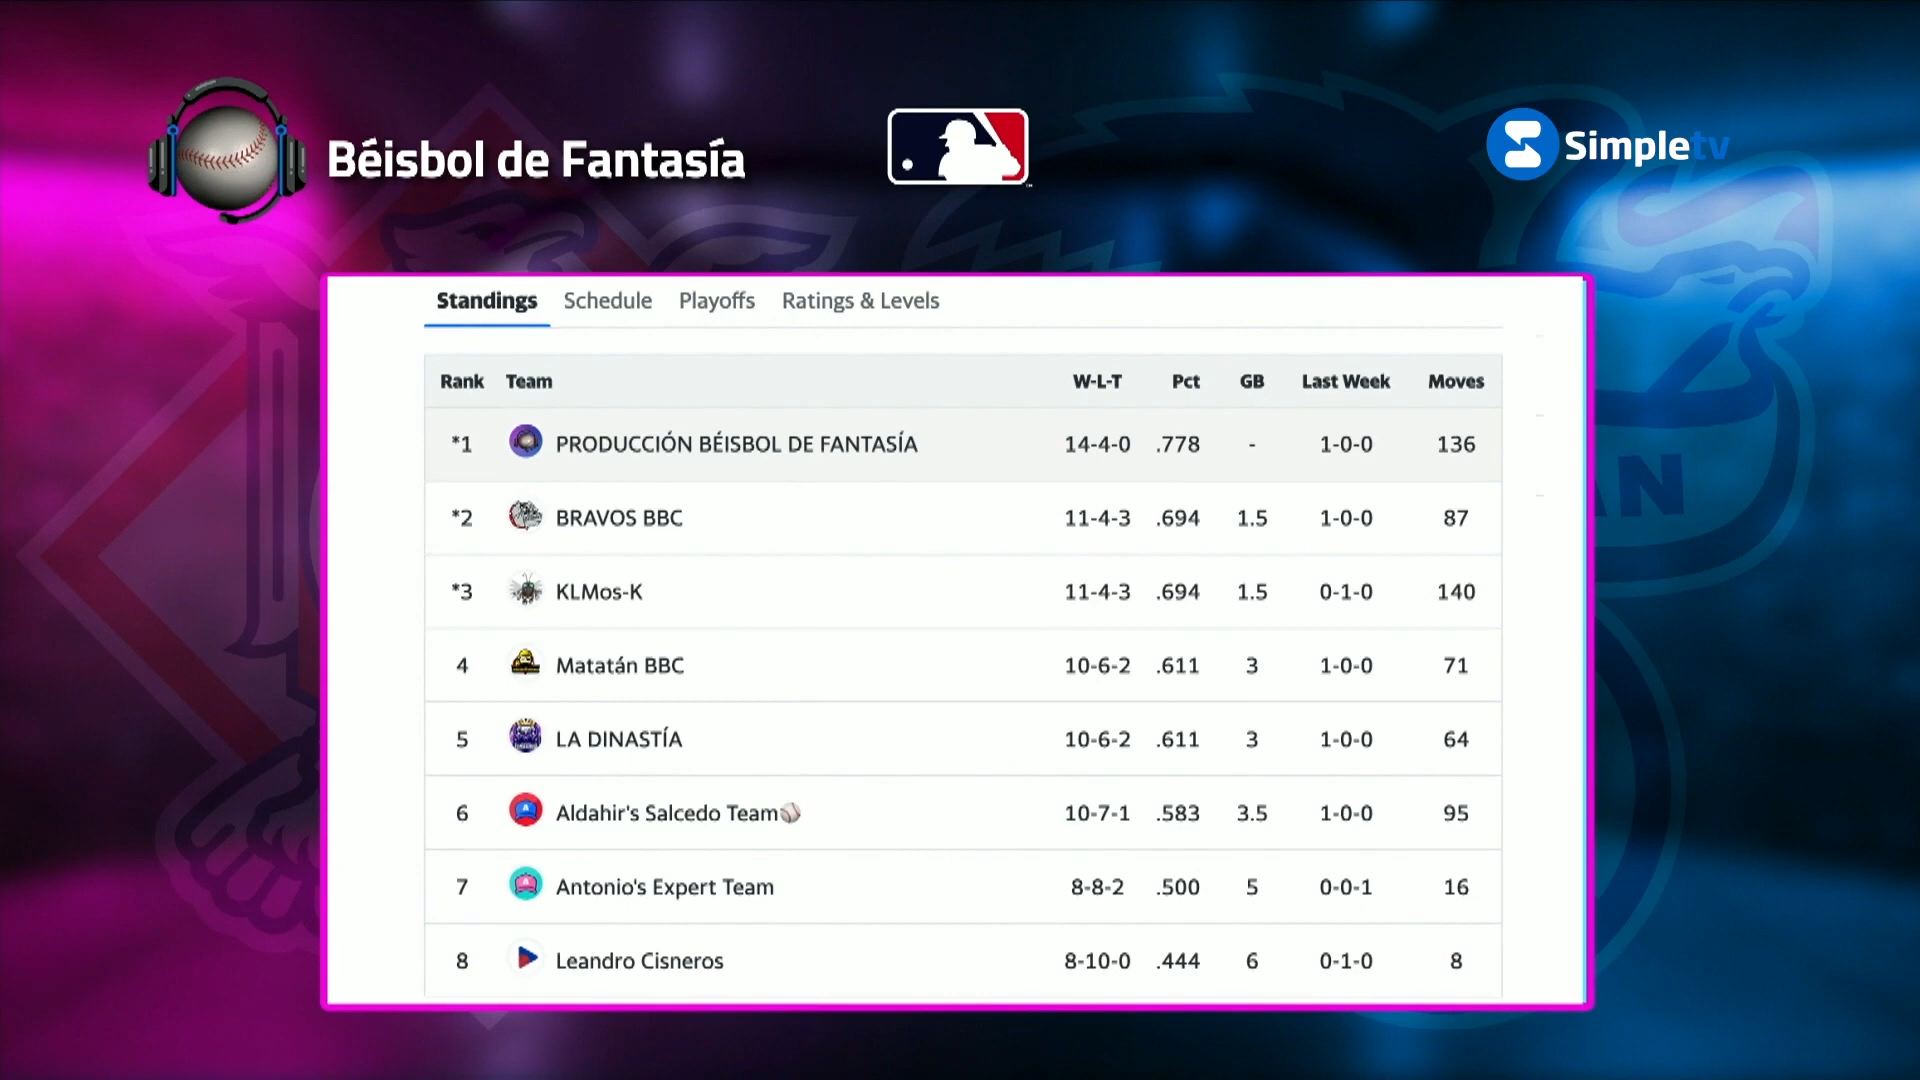 Béisbol de Fantasía
Simpletv
Standings Schedule Playoffs Ratings & Levels
Rank Team W-L-T Pct GB Last Week Moves
*1 PRODUCCIÓN BÉISBOL DE FANTASÍA 14-4-0 .778 - 1-0-0 136
*2 BRAVOS BBC 11-4-3 .694 1.5 1-0-0 87
*3 KLMos-K 11-4-3 .694 1.5 0-1-0 140
4 Matatán BBC 10-6-2 .611 3 1-0-0 71
5 LA DINASTÍA 10-6-2 .611 3 1-0-0 64
6 Aldahir's Salcedo Team⚾ 10-7-1 .583 3.5 1-0-0 95
7 Antonio's Expert Team 8-8-2 .500 5 0-0-1 16
8 Leandro Cisneros 8-10-0 .444 6 0-1-0 8